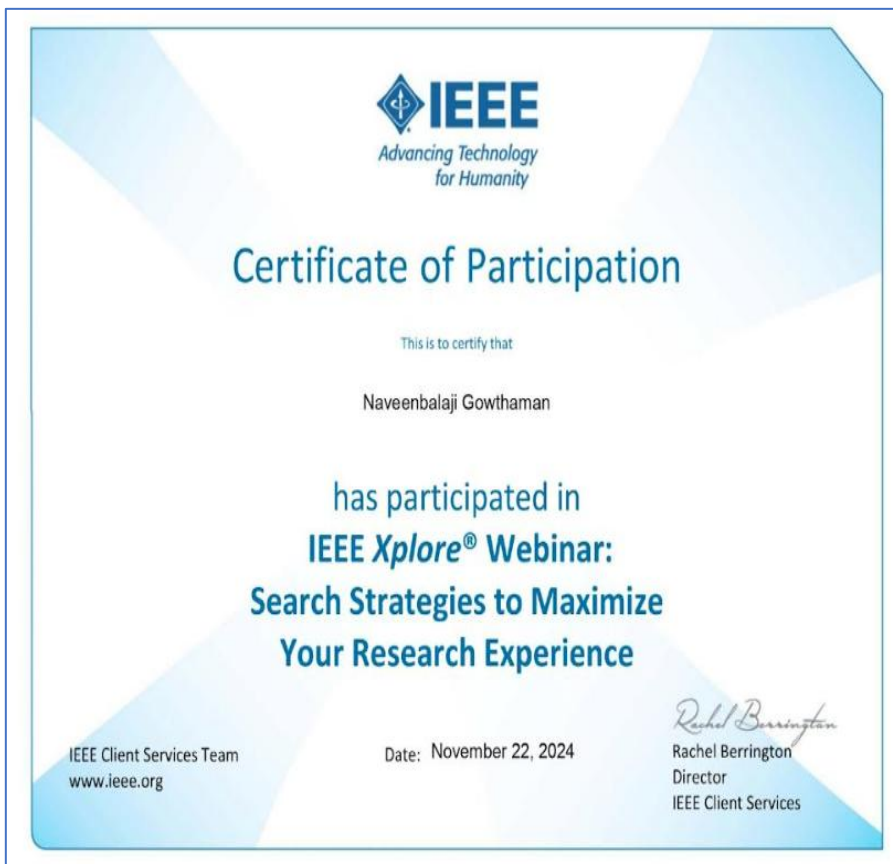 IEEE
Advancing Technology
for Humanity
Certificate of Participation
This is to certify that
Naveenbalaji Gowthaman
has participated in
IEEE Xplore® Webinar:
Search Strategies to Maximize
Your Research Experience
Rachel Berrington
IEEE Client Services Team
www.ieee.org
Date: November 22, 2024
Rachel Berrington
Director
IEEE Client Services